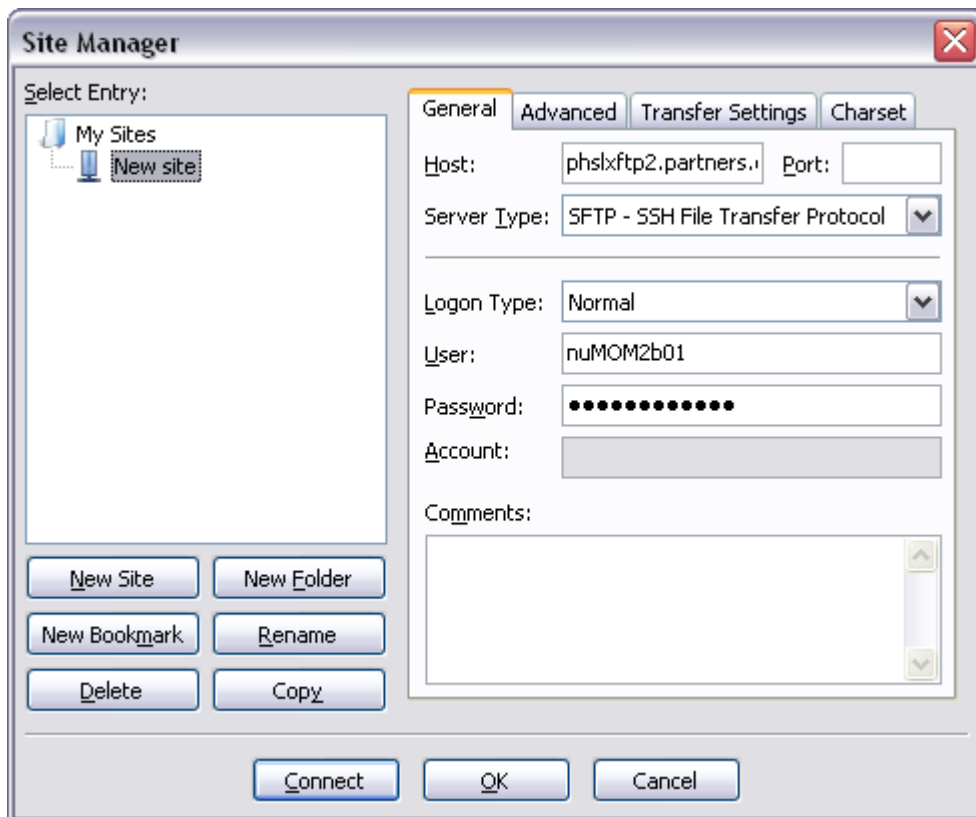 Site Manager
Select Entry:
My Sites
New site
New Site
New Folder
New Bookmark
Rename
Delete
Copy
General
Advanced
Transfer Settings
Charset
Host:
phslxftp2.partners.
Port:
Server Type:
SFTP - SSH File Transfer Protocol
Logon Type:
Normal
User:
nuMOM2b01
Password:
●●●●●●●●●●●●
Account:
Comments:
Connect
OK
Cancel